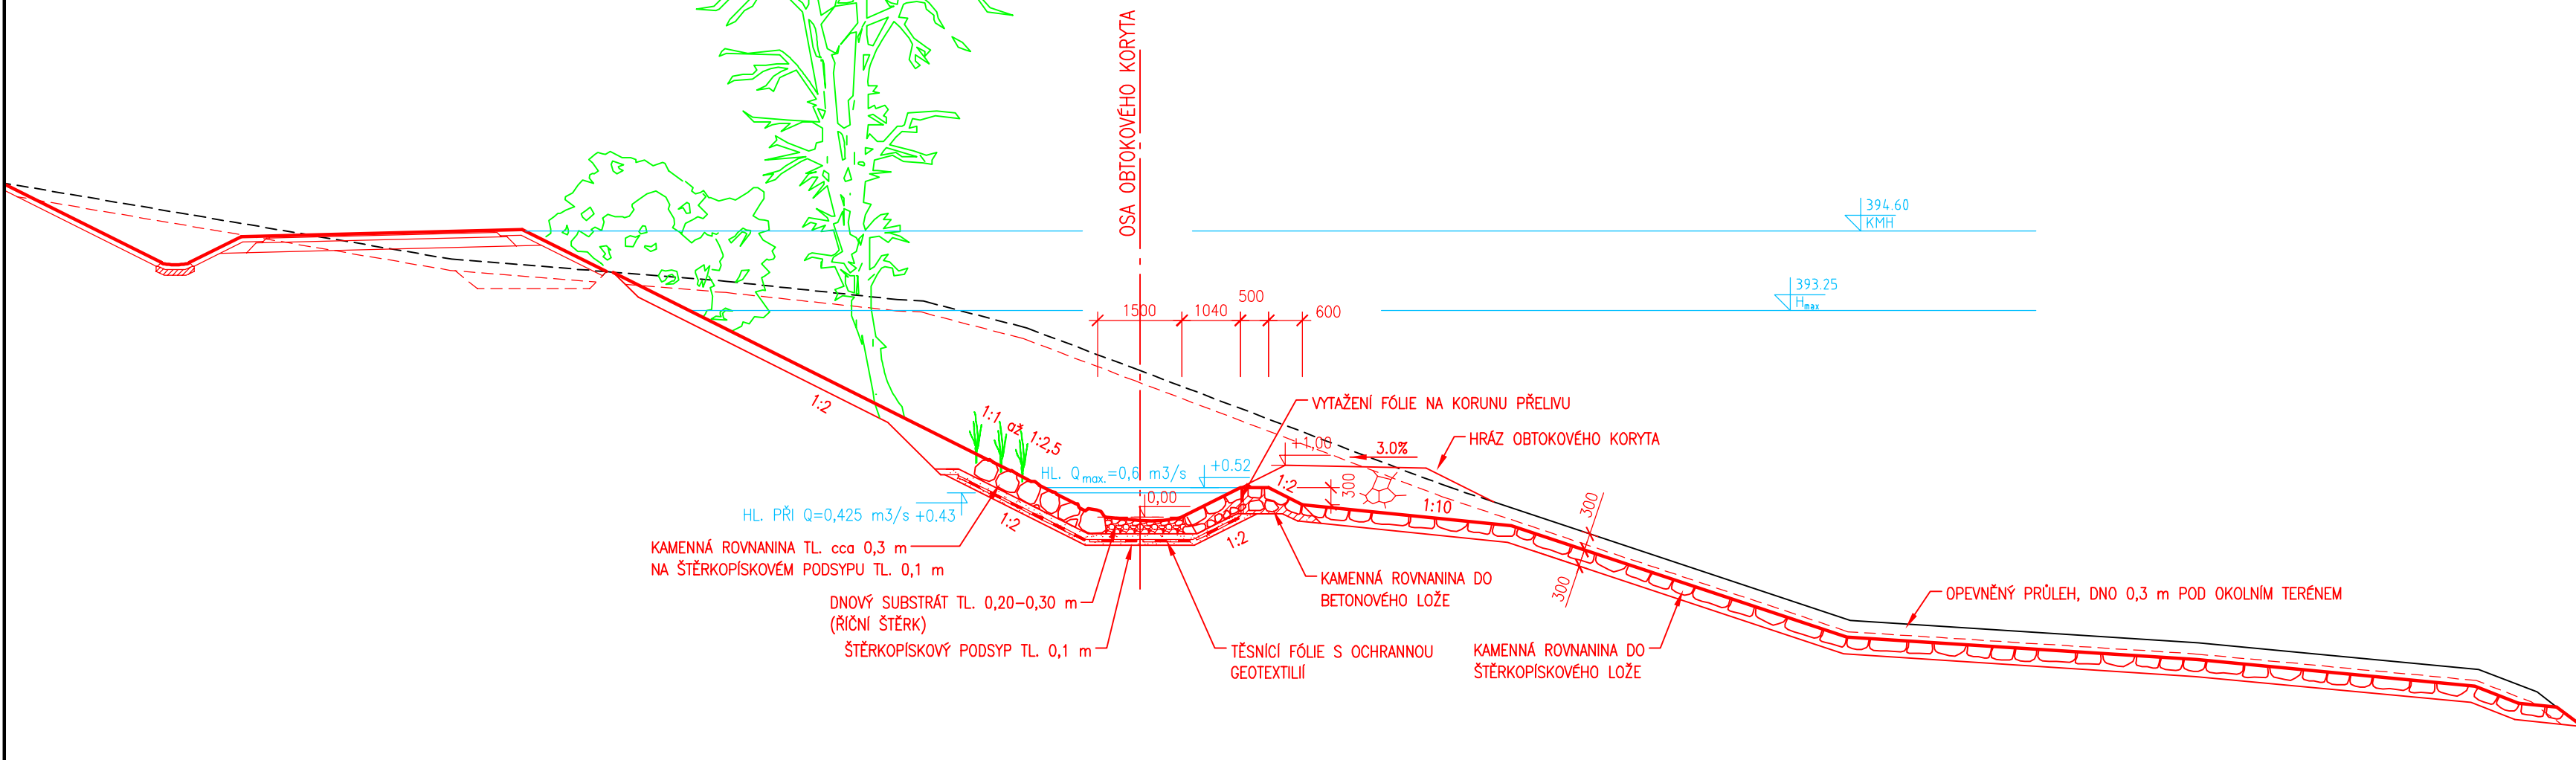 OSA OBTOKOVÉHO KORYTA
394.60
KMH
393.25
Hmax
500
1500
1040
600
VYTAŽENÍ FÓLIE NA KORUNU PŘELIVU
1:2
1:1 až 1:2,5
HRÁZ OBTOKOVÉHO KORYTA
+1,00
3.0%
HL. Qmax.=0,6 m3/s
+0.52
1:2
300
0,00
1:10
300
HL. PŘI Q=0,425 m3/s +0.43
1:2
1:2
KAMENNÁ ROVNANINA TL. cca 0,3 m
NA ŠTĚRKOPÍSKOVÉM PODSYPU TL. 0,1 m
KAMENNÁ ROVNANINA DO
BETONOVÉHO LOŽE
300
OPEVNĚNÝ PRŮLEH, DNO 0,3 m POD OKOLNÍM TERÉNEM
DNOVÝ SUBSTRÁT TL. 0,20-0,30 m
(ŘÍČNÍ ŠTĚRK)
ŠTĚRKOPÍSKOVÝ PODSYP TL. 0,1 m
TĚSNÍCÍ FÓLIE S OCHRANNOU
GEOTEXTILIÍ
KAMENNÁ ROVNANINA DO
ŠTĚRKOPÍSKOVÉHO LOŽE